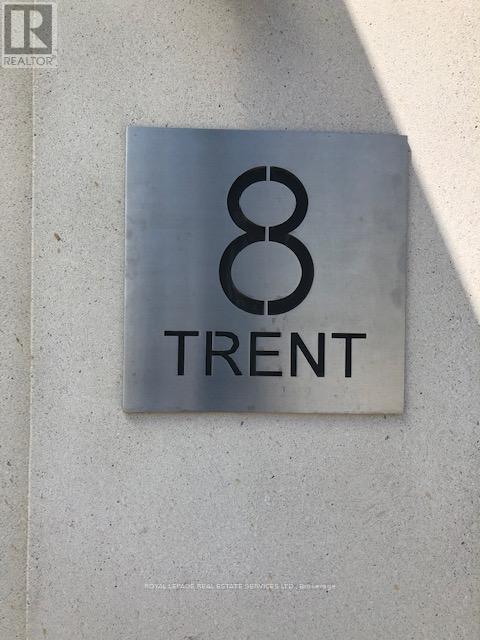 R
REALTOR
8
TRENT
ROYAL LEPAGE REAL ESTATE SERVICES LTD., Brokerage